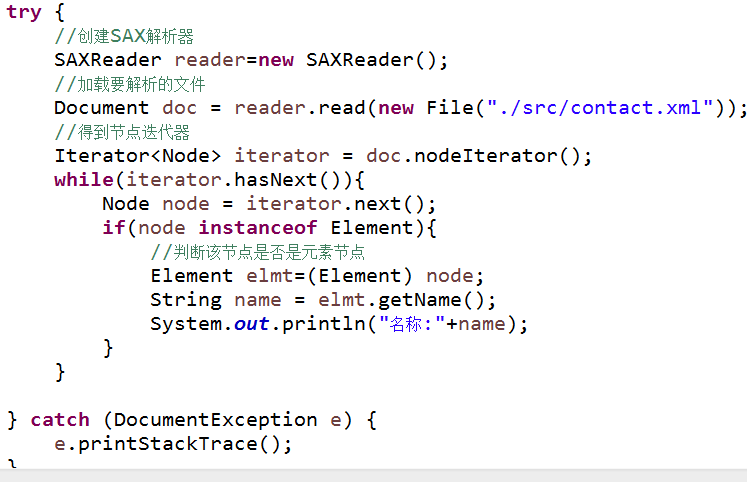 try {
//创建SAX解析器
SAXReader reader=new SAXReader();
//加载要解析的文件
Document doc = reader.read(new File("./src/contact.xml"));
//得到节点迭代器
Iterator<Node> iterator = doc.nodeIterator();
while(iterator.hasNext()){
Node node = iterator.next();
if(node instanceof Element){
//判断该节点是否是元素节点
Element elmt=(Element) node;
String name = elmt.getName();
System.out.println("名称:"+name);
}
}
} catch (DocumentException e) {
e.printStackTrace();
}